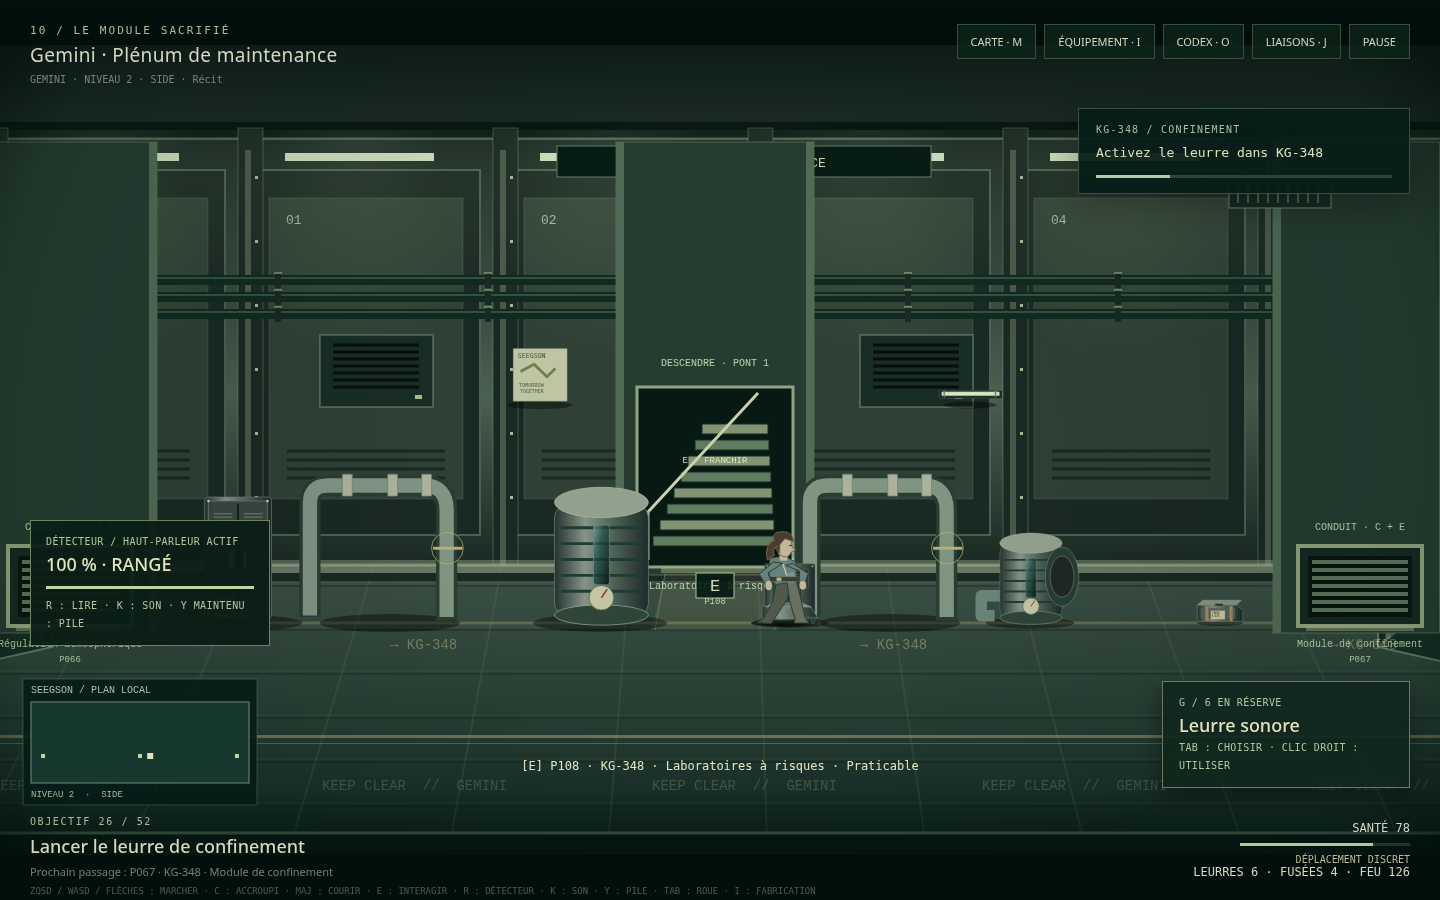 10 / LE MODULE SACRIFIÉ
Gemini · Plénum de maintenance
GEMINI · NIVEAU 2 · SIDE · Récit
CARTE · M
ÉQUIPEMENT · I
CODEX · O
LIAISONS · J
PAUSE
KG-348 / CONFINEMENT
Activez le leurre dans KG-348
CE
01
02
04
SEEGSON
TOMORROW
TOGETHER
DESCENDRE · PONT 1
E · FRANCHIR
CONDUIT · C + E
DÉTECTEUR / HAUT-PARLEUR ACTIF
100 % · RANGÉ
R : LIRE · K : SON · Y MAINTENU
: PILE
P066
E
P108
→ KG-348
→ KG-348
Module de confinement
P067
SEEGSON / PLAN LOCAL
NIVEAU 2 · SIDE
G / 6 EN RÉSERVE
Leurre sonore
TAB : CHOISIR · CLIC DROIT :
UTILISER
[E] P108 · KG-348 · Laboratoires à risques · Praticable
KEEP CLEAR // GEMINI
KEEP CLEAR // GEMINI
KEEP CLEAR // GEMINI
OBJECTIF 26 / 52
Lancer le leurre de confinement
Prochain passage : P067 · KG-348 · Module de confinement
ZQSD / WASD / FLÈCHES : MARCHER · C : ACCROUPI · MAJ : COURIR · E : INTERAGIR · R : DÉTECTEUR · K : SON · Y : PILE · TAB : ROUE · I : FABRICATION
SANTÉ 78
DÉPLACEMENT DISCRET
LEURRES 6 · FUSÉES 4 · FEU 126